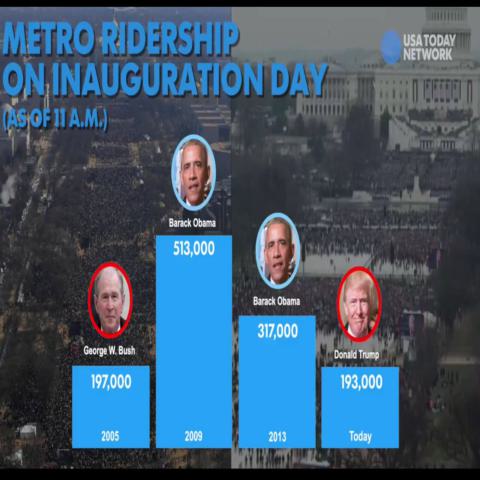 METRO RIDERSHIP
ON INAUGURATION DAY
(AS OF 11 A.M.)
USA TODAY
NETWORK
Barack Obama
513,000
Barack Obama
317,000
George W. Bush
197,000
Donald Trump
193,000
2005
2009
2013
Today